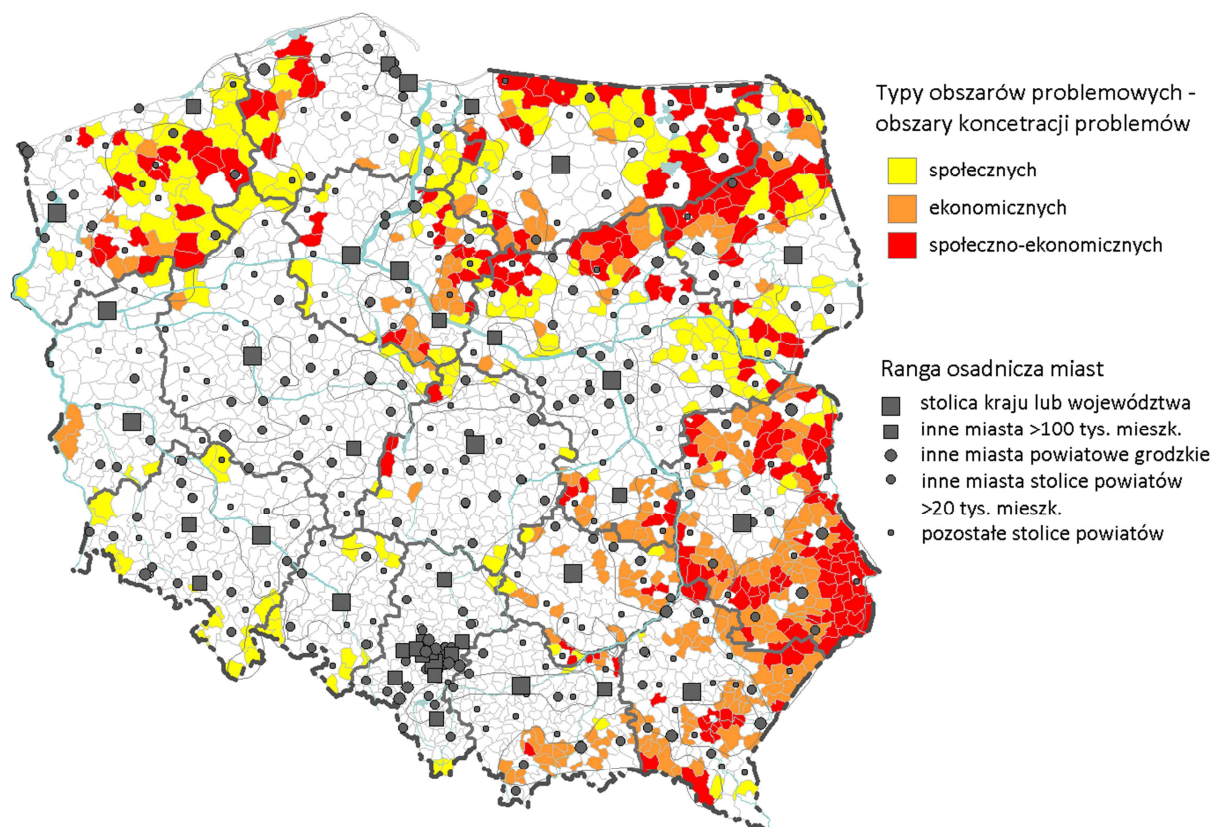 Typy obszarów problemowych -
obszary koncetracji problemów
społecznych
ekonomicznych
społeczno-ekonomicznych
Ranga osadnicza miast
stolica kraju lub województwa
inne miasta >100 tys. mieszk.
inne miasta powiatowe grodzkie
inne miasta stolice powiatów
>20 tys. mieszk.
pozostałe stolice powiatów